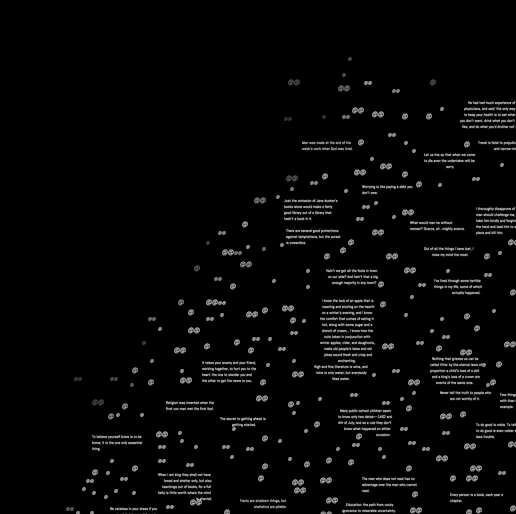 He had had much experience of
physicians, and said 'the only way
to keep your health is to eat what
you don't want, drink what you don't
like, and do what you'd druther not'.
Man was made at the end of the
week's work when God was tired.
Travel is fatal to prejudice
and narrow-mi
Let us live so that when we come
to die even the undertaker will be
sorry.
Worrying is like paying a debt you
don't owe.
Just the omission of Jane Austen's
books alone would make a fairly
good library out of a library that
hadn't a book in it.
I thoroughly disapprove of
man should challenge me,
take him kindly and forgivi
the hand and lead him to a
place and kill him.
What would men be without
women? Scarce, sir...mighty scarce.
There are several good protections
against temptations, but the surest
is cowardice.
Out of all the things I have lost, I
miss my mind the most.
Hain't we got all the fools in town
on our side? And hain't that a big
enough majority in any town?
I've lived through some terrible
things in my life, some of which
actually happened.
I know the look of an apple that is
roasting and sizzling on the hearth
on a winter's evening, and I know
the comfort that comes of eating it
hot, along with some sugar and a
drench of cream... I know how the
nuts taken in conjunction with
winter apples, cider, and doughnuts,
make old people's tales and old
jokes sound fresh and crisp and
enchanting.
High and fine literature is wine, and
mine is only water; but everybody
likes water.
It takes your enemy and your friend,
working together, to hurt you to the
heart: the one to slander you and
the other to get the news to you.
Nothing that grieves us can be
called little: by the eternal laws of
proportion a child's loss of a doll
and a king's loss of a crown are
events of the same size.
Never tell the truth to people who
are not worthy of it.
Few things
with than t
example.
Religion was invented when the
first con man met the first fool.
Many public-school children seem
to know only two dates—1492 and
4th of July; and as a rule they don't
know what happened on either
occasion.
The secret to getting ahead is
getting started.
To do good is noble. To tell
to do good is even nobler a
less trouble.
To believe yourself brave is to be
brave; it is the one only essential
thing.
When I am king they shall not have
bread and shelter only, but also
teachings out of books; for a full
belly is little worth where the mind
is starved.
The man who does not read has no
advantage over the man who cannot
read.
Every person is a book, each year a
chapter,
Facts are stubborn things, but
statistics are pliable.
Education: the path from cocky
ignorance to miserable uncertainty.
Be careless in your dress if you